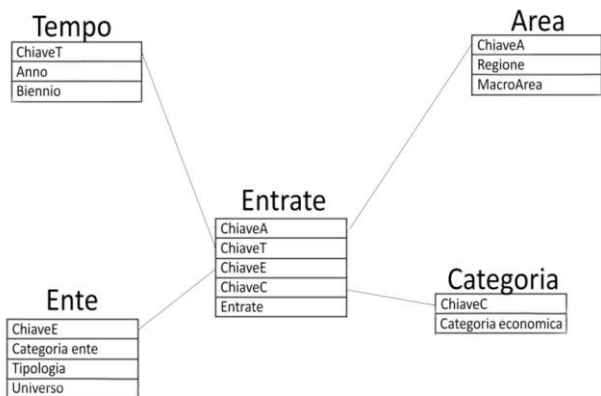 Tempo
ChiaveT
Anno
Biennio
Area
ChiaveA
Regione
MacroArea
Entrate
ChiaveA
ChiaveT
ChiaveE
ChiaveC
Entrate
Ente
ChiaveE
Categoria ente
Tipologia
Universo
Categoria
ChiaveC
Categoria economica